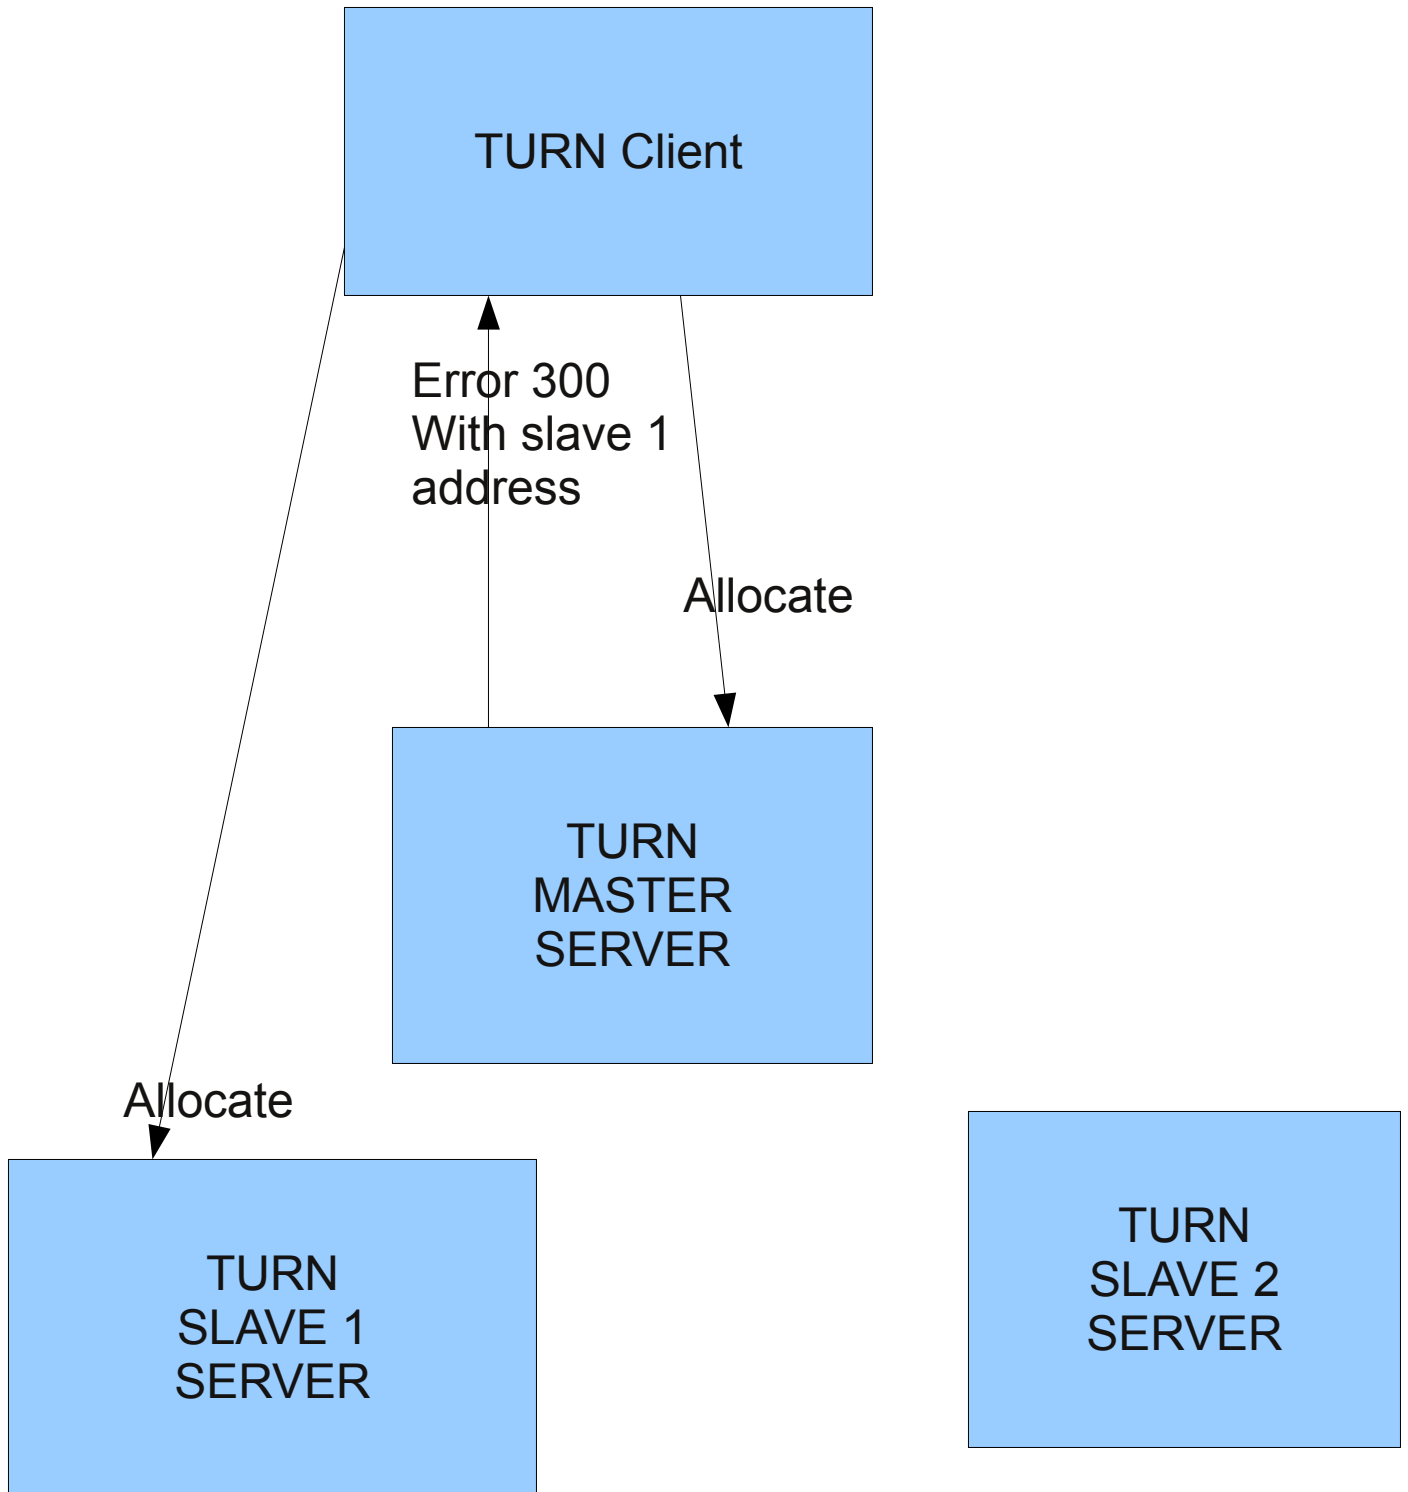 TURN Client
Error 300
With slave 1
address
Allocate
TURN
MASTER
SERVER
Allocate
TURN
SLAVE 1
SERVER
TURN
SLAVE 2
SERVER